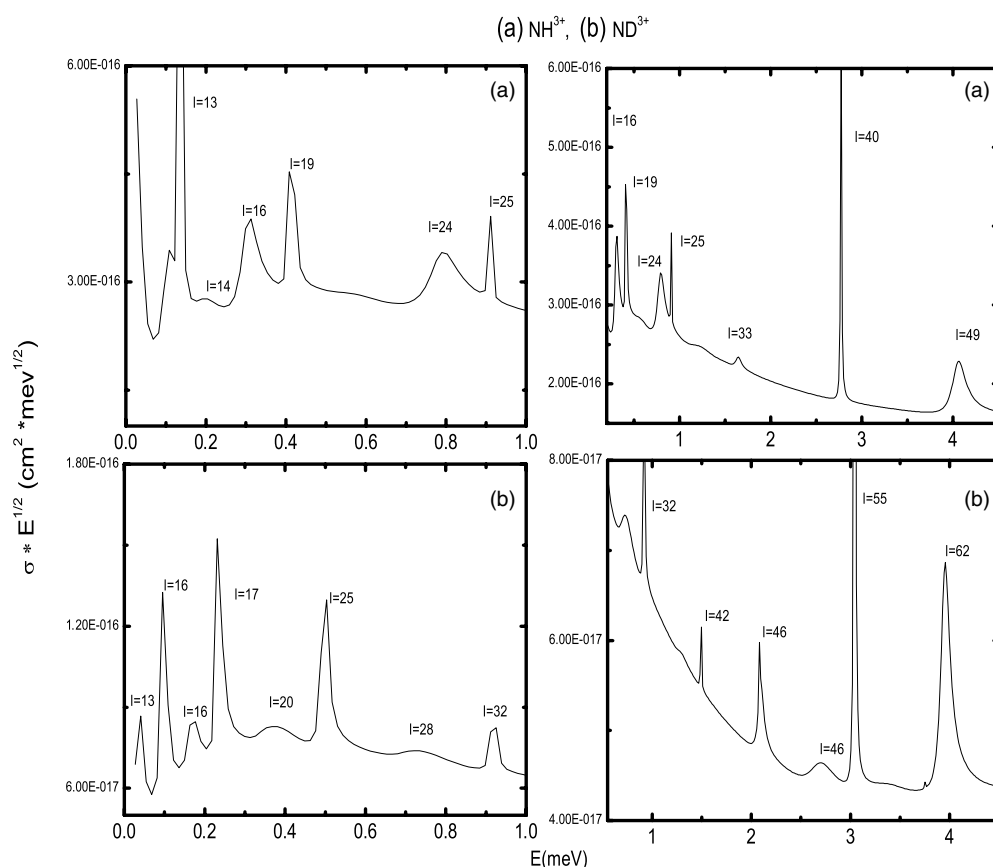 (a) NH3+, (b) ND3+
6.00E-016
3.00E-016
(a)
l=13
l=14
l=16
l=19
l=24
l=25
0.0 0.2 0.4 0.6 0.8 1.0
6.00E-016
5.00E-016
4.00E-016
3.00E-016
2.00E-016
(a)
l=16
l=19
l=24
l=25
l=33
l=40
l=49
1 2 3 4
σ * E1/2 (cm2 *mev1/2)
1.80E-016
1.20E-016
6.00E-017
(b)
l=13
l=16
l=16
l=17
l=20
l=25
l=28
l=32
0.0 0.2 0.4 0.6 0.8 1.0
8.00E-017
6.00E-017
4.00E-017
(b)
l=32
l=42
l=46
l=46
l=55
l=62
1 2 3 4
E(meV)